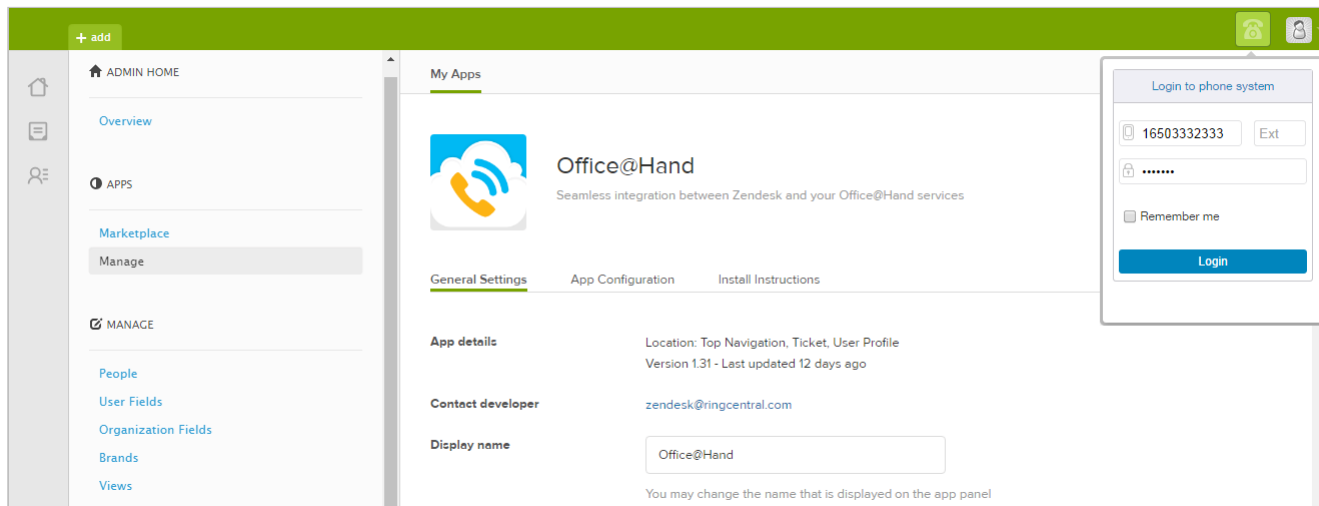 + add
ADMIN HOME
Overview
APPS
Marketplace
Manage
MANAGE
People
User Fields
Organization Fields
Brands
Views
My Apps
Office@Hand
Seamless integration between Zendesk and your Office@Hand services
General Settings App Configuration Install Instructions
App details Location: Top Navigation, Ticket, User Profile
Version 1.31 - Last updated 12 days ago
Contact developer zendesk@ringcentral.com
Display name Office@Hand
You may change the name that is displayed on the app panel
Login to phone system
16503332333 Ext
•••••••
Remember me
Login